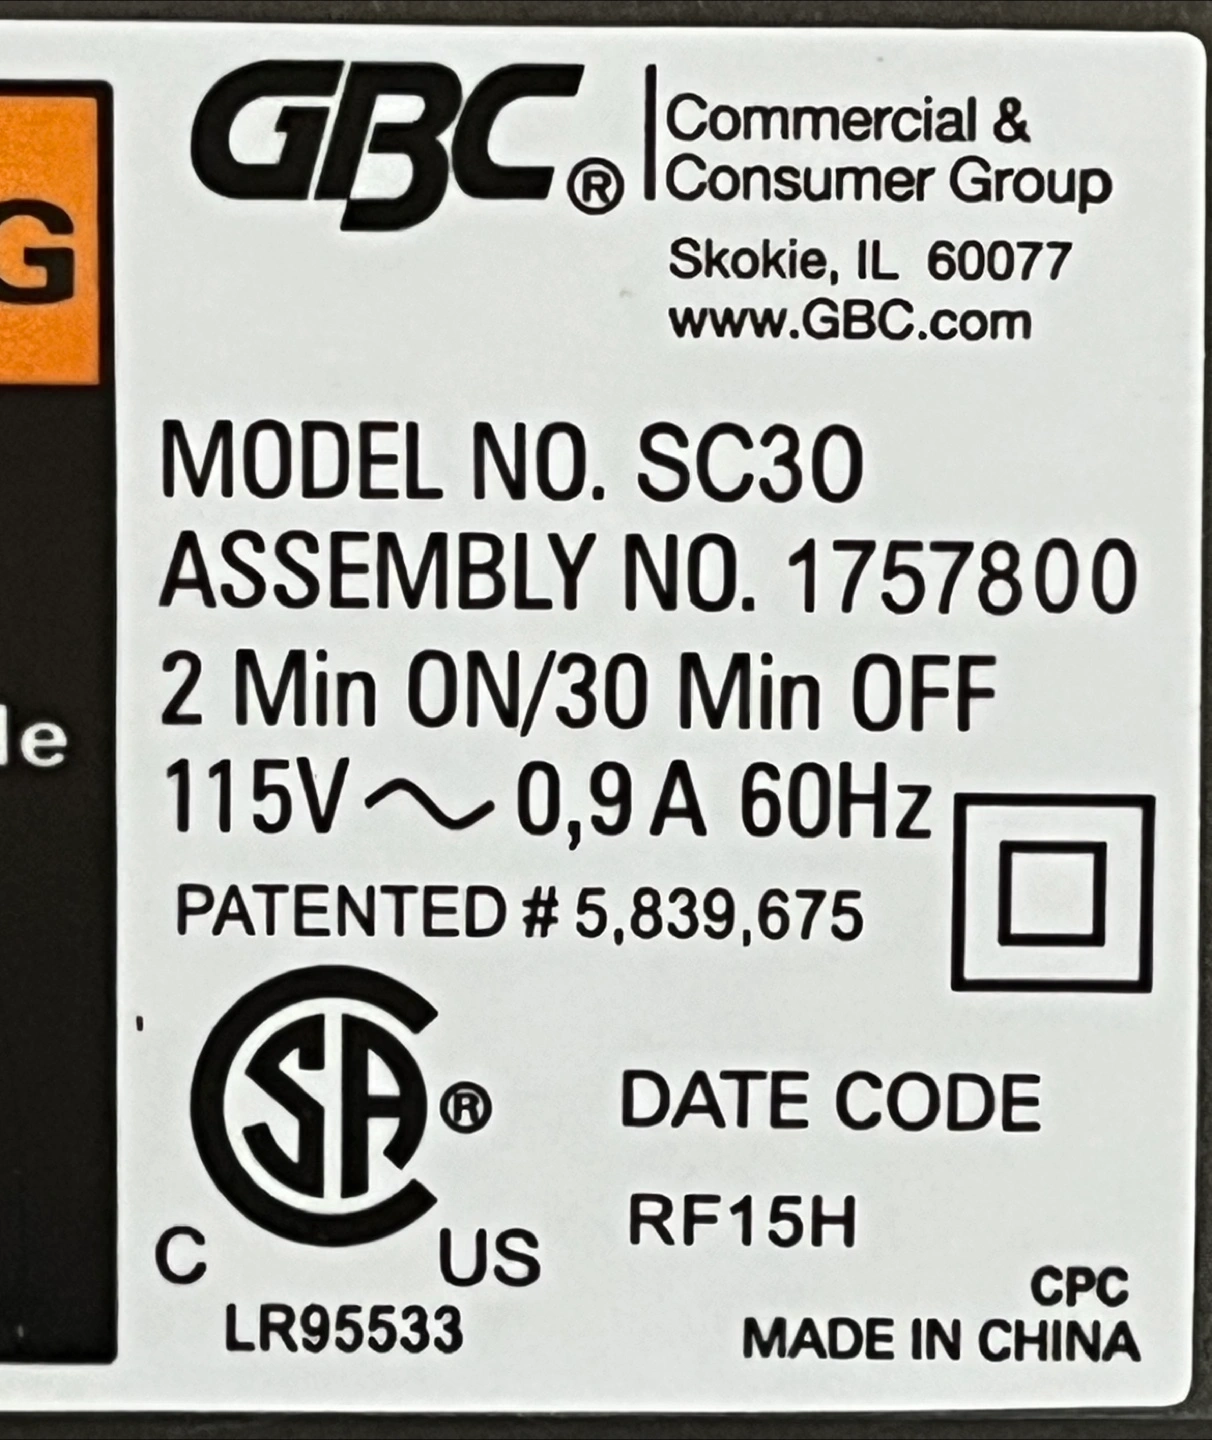 GBC®
Commercial &
Consumer Group
Skokie, IL 60077
www.GBC.com
G
MODEL NO. SC30
ASSEMBLY NO. 1757800
2 Min ON/30 Min OFF
le
115V～ 0,9 A 60Hz
PATENTED # 5,839,675
SA ®
C US
LR95533
DATE CODE
RF15H
CPC
MADE IN CHINA